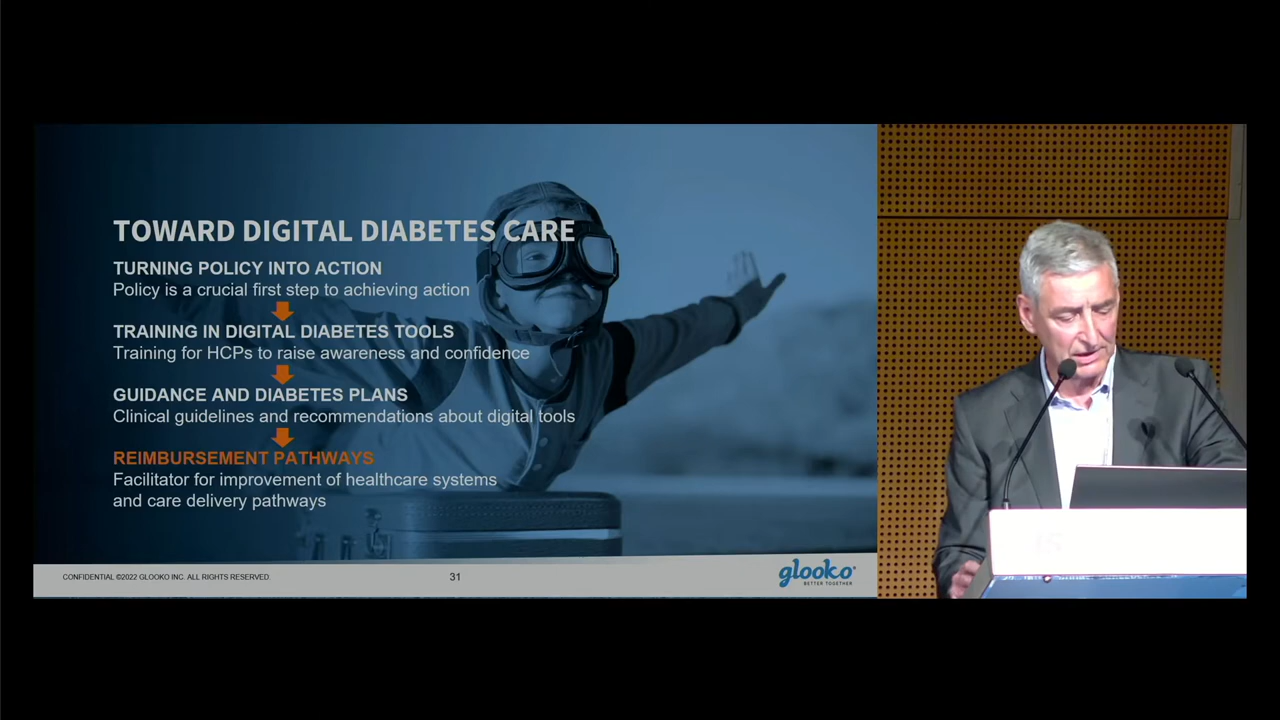 TOWARD DIGITAL DIABETES CARE
TURNING POLICY INTO ACTION
Policy is a crucial first step to achieving action
TRAINING IN DIGITAL DIABETES TOOLS
Training for HCPs to raise awareness and confidence
GUIDANCE AND DIABETES PLANS
Clinical guidelines and recommendations about digital tools
REIMBURSEMENT PATHWAYS
Facilitator for improvement of healthcare systems
and care delivery pathways
CONFIDENTIAL ©2022 GLOOKO INC. ALL RIGHTS RESERVED.
31
glooko®
BETTER TOGETHER